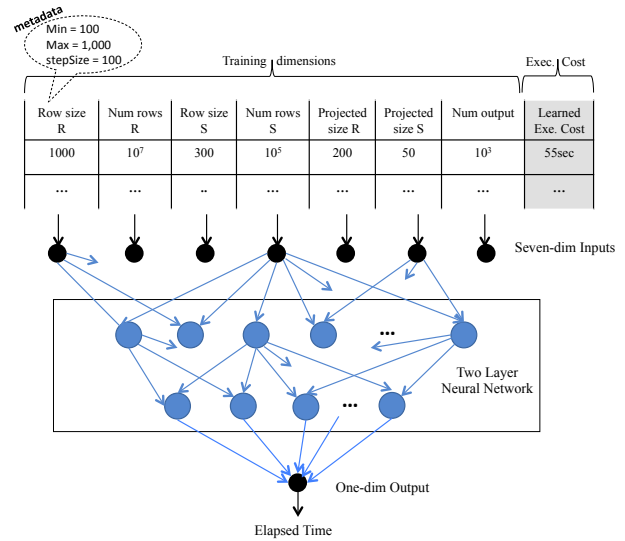 metadata
Min = 100
Max = 1,000
stepSize = 100
Training dimensions
Exec. Cost
Row size R
Num rows R
Row size S
Num rows S
Projected size R
Projected size S
Num output
Learned Exe. Cost
1000
10⁷
300
10⁵
200
50
10³
55sec
...
...
..
...
...
...
...
...
Seven-dim Inputs
...
Two Layer
Neural Network
...
One-dim Output
Elapsed Time